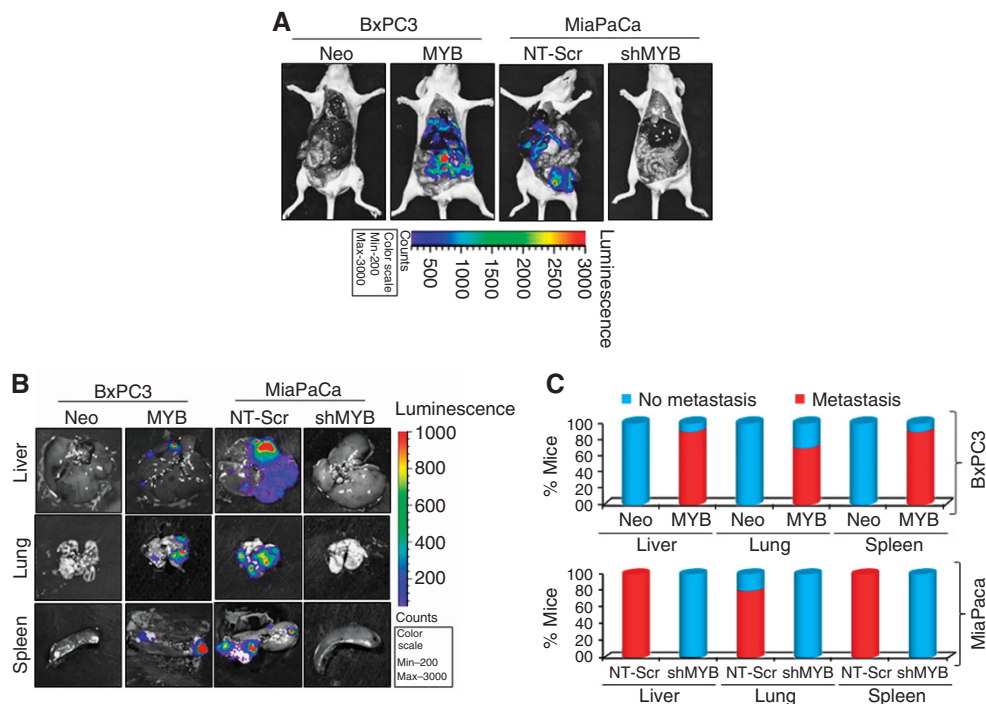 A
BxPC3
MiaPaCa
Neo
MYB
NT-Scr
shMYB
Color scale
Min-200
Max-3000
Counts
500
1000
1500
2000
2500
3000
Luminescence
B
BxPC3
MiaPaCa
Neo
MYB
NT-Scr
shMYB
Luminescence
Liver
Lung
Spleen
1000
800
600
400
200
Counts
Color
scale
Min–200
Max–3000
C
No metastasis
Metastasis
% Mice
100
80
60
40
20
00
Neo
MYB
Neo
MYB
Neo
MYB
Liver
Lung
Spleen
BxPC3
% Mice
100
80
60
40
20
00
NT-Scr
shMYB
NT-Scr
shMYB
NT-Scr
shMYB
Liver
Lung
Spleen
MiaPaca